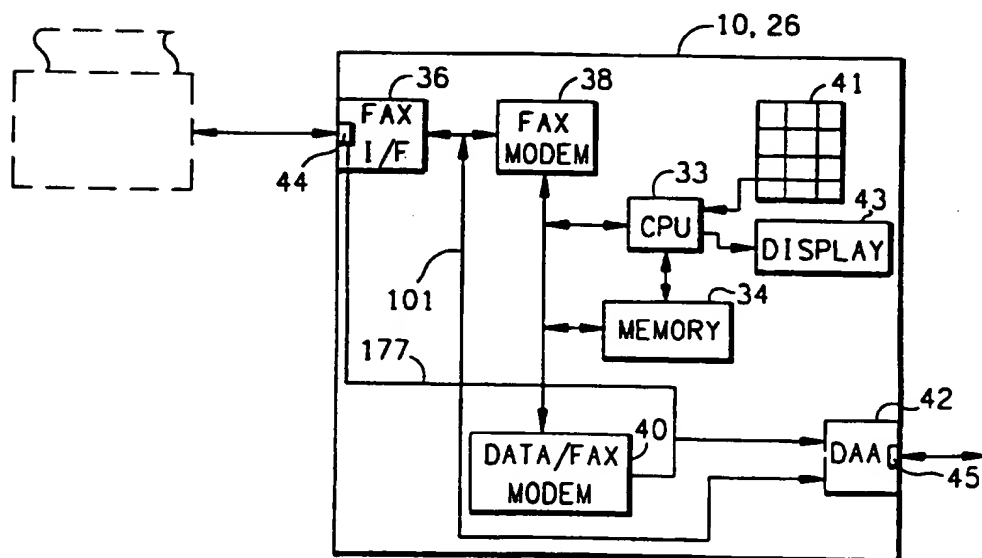 10, 26
36
38
41
FAX
I/F
FAX
MODEM
44
33
43
CPU
DISPLAY
101
34
MEMORY
177
42
40
DATA/FAX
MODEM
DAA
45